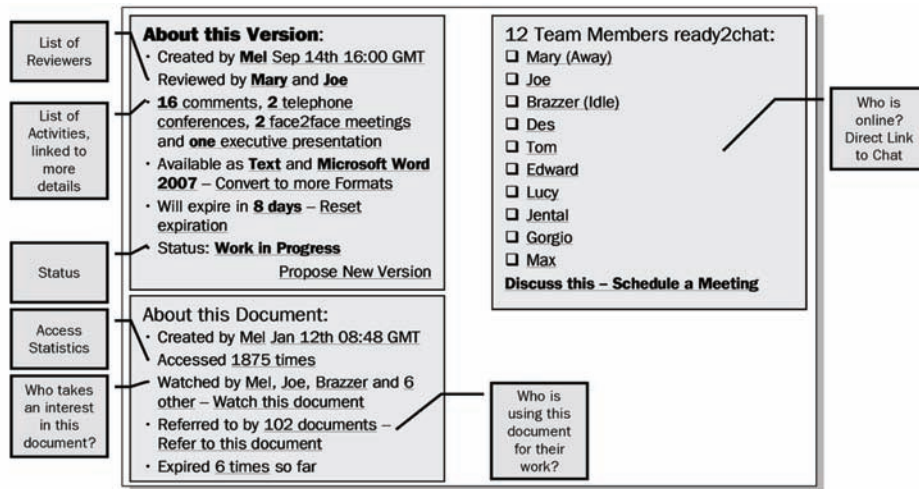 List of
Reviewers
List of
Activities,
linked to
more
details
Status
Access
Statistics
Who takes
an interest
in this
document?
About this Version:
· Created by Mel Sep 14th 16:00 GMT
· Reviewed by Mary and Joe
· 16 comments, 2 telephone
conferences, 2 face2face meetings
and one executive presentation
· Available as Text and Microsoft Word
2007 – Convert to more Formats
· Will expire in 8 days – Reset
expiration
· Status: Work in Progress
Propose New Version
About this Document:
· Created by Mel Jan 12th 08:48 GMT
· Accessed 1875 times
· Watched by Mel, Joe, Brazzer and 6
other – Watch this document
· Referred to by 102 documents –
Refer to this document
· Expired 6 times so far
12 Team Members ready2chat:
❑ Mary (Away)
❑ Joe
❑ Brazzer (Idle)
❑ Des
❑ Tom
❑ Edward
❑ Lucy
❑ Jental
❑ Gorgio
❑ Max
Discuss this – Schedule a Meeting
Who is
online?
Direct Link
to Chat
Who is
using this
document
for their
work?